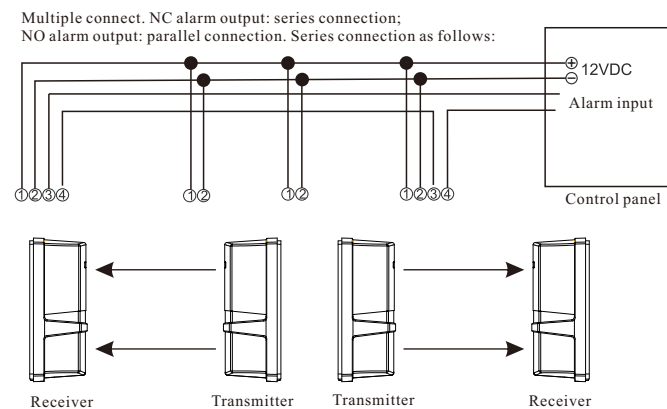 Multiple connect. NC alarm output: series connection;
NO alarm output: parallel connection. Series connection as follows:
⊕ 12VDC
⊖
Alarm input
①②③④ ①② ①② ①②③④
Control panel
Receiver Transmitter Transmitter Receiver